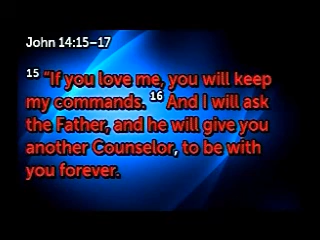 John 14:15–17
15 “If you love me, you will keep
my commands. 16 And I will ask
the Father, and he will give you
another Counselor, to be with
you forever.